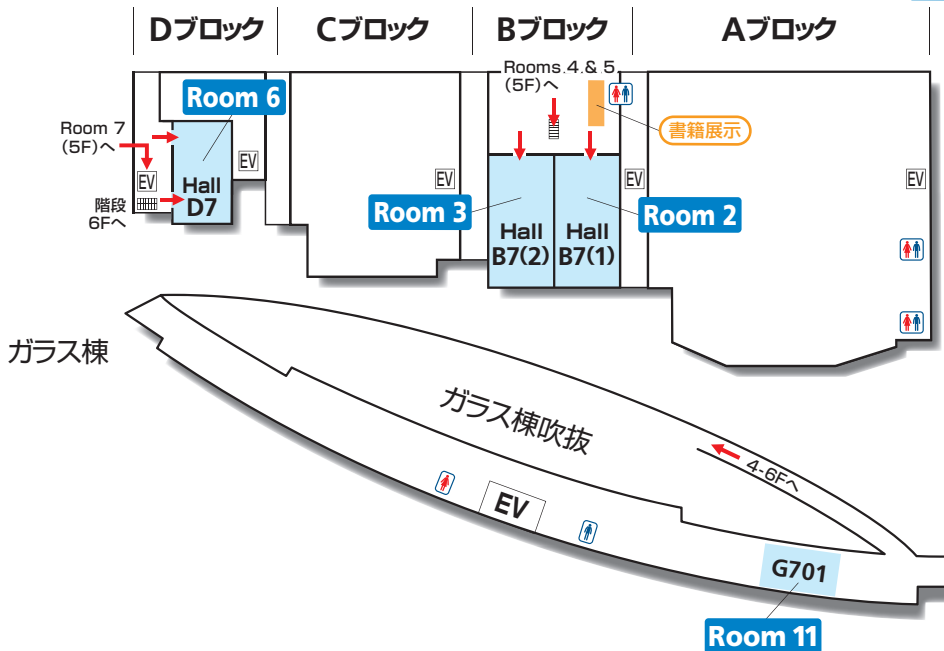 Dブロック
Cブロック
Bブロック
Aブロック
Rooms.4.&.5
(5F)へ
Room 6
書籍展示
Room 7
(5F)へ
EV
EV
EV
EV
EV
階段
6Fへ
Hall
D7
Room 3
Room 2
Hall
B7(2)
Hall
B7(1)
ガラス棟
ガラス棟吹抜
4-6Fへ
EV
G701
Room 11